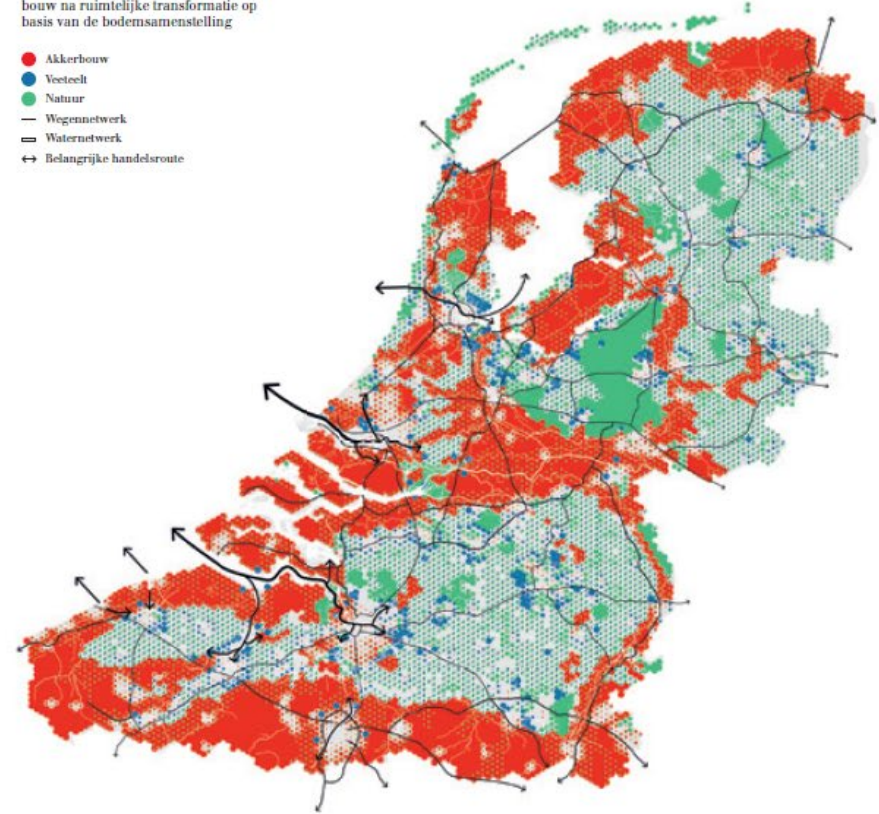 bouw na ruimtelijke transformatie op
basis van de bodemsamenstelling
Akkerbouw
Veeteelt
Natuur
Wegennetwerk
Waternetwerk
Belangrijke handelsroute